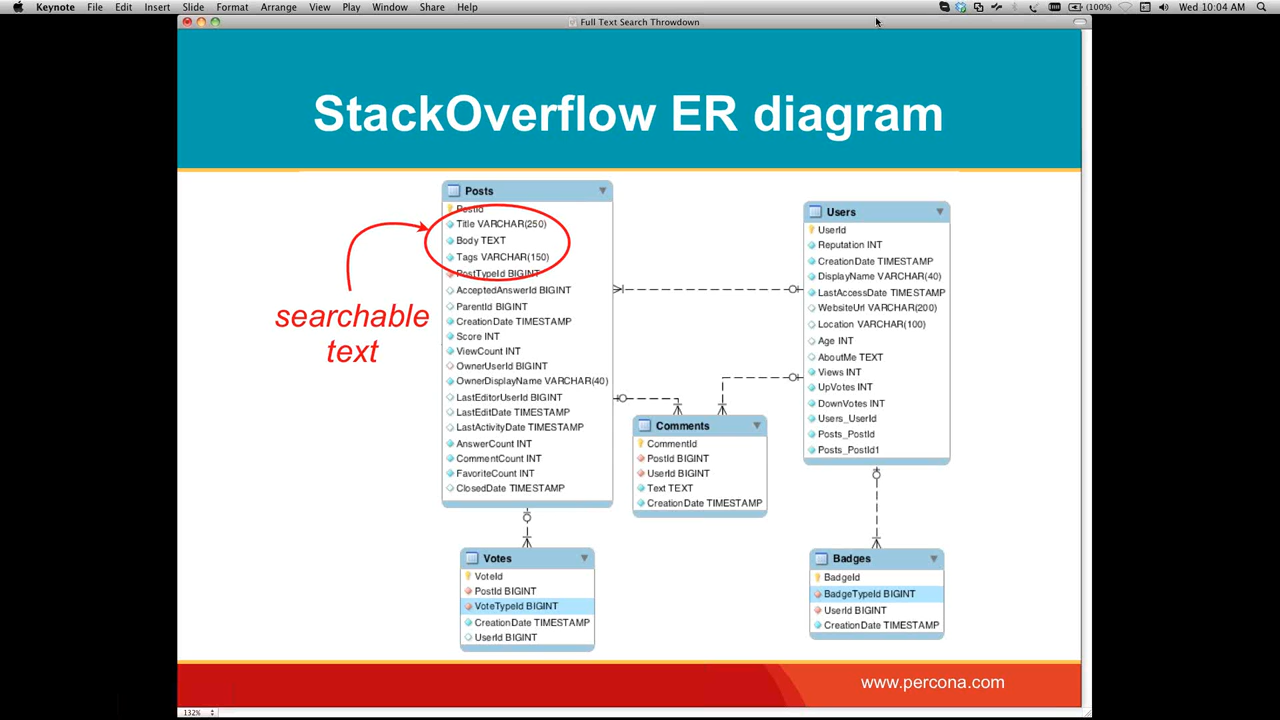 Keynote File Edit Insert Slide Format Arrange View Play Window Share Help (100%) Wed 10:04 AM
Full Text Search Throwdown
StackOverflow ER diagram
Posts
PostId
Title VARCHAR(250)
Body TEXT
Tags VARCHAR(150)
PostTypeId BIGINT
AcceptedAnswerId BIGINT
ParentId BIGINT
CreationDate TIMESTAMP
Score INT
ViewCount INT
OwnerUserId BIGINT
OwnerDisplayName VARCHAR(40)
LastEditorUserId BIGINT
LastEditDate TIMESTAMP
LastActivityDate TIMESTAMP
AnswerCount INT
CommentCount INT
FavoriteCount INT
ClosedDate TIMESTAMP
searchable
text
Users
UserId
Reputation INT
CreationDate TIMESTAMP
DisplayName VARCHAR(40)
LastAccessDate TIMESTAMP
WebsiteUrl VARCHAR(200)
Location VARCHAR(100)
Age INT
AboutMe TEXT
Views INT
UpVotes INT
DownVotes INT
Users_UserId
Posts_PostId
Posts_PostId1
Comments
CommentId
PostId BIGINT
UserId BIGINT
Text TEXT
CreationDate TIMESTAMP
Votes
VoteId
PostId BIGINT
VoteTypeId BIGINT
CreationDate TIMESTAMP
UserId BIGINT
Badges
BadgeId
BadgeTypeId BIGINT
UserId BIGINT
CreationDate TIMESTAMP
www.percona.com
132%